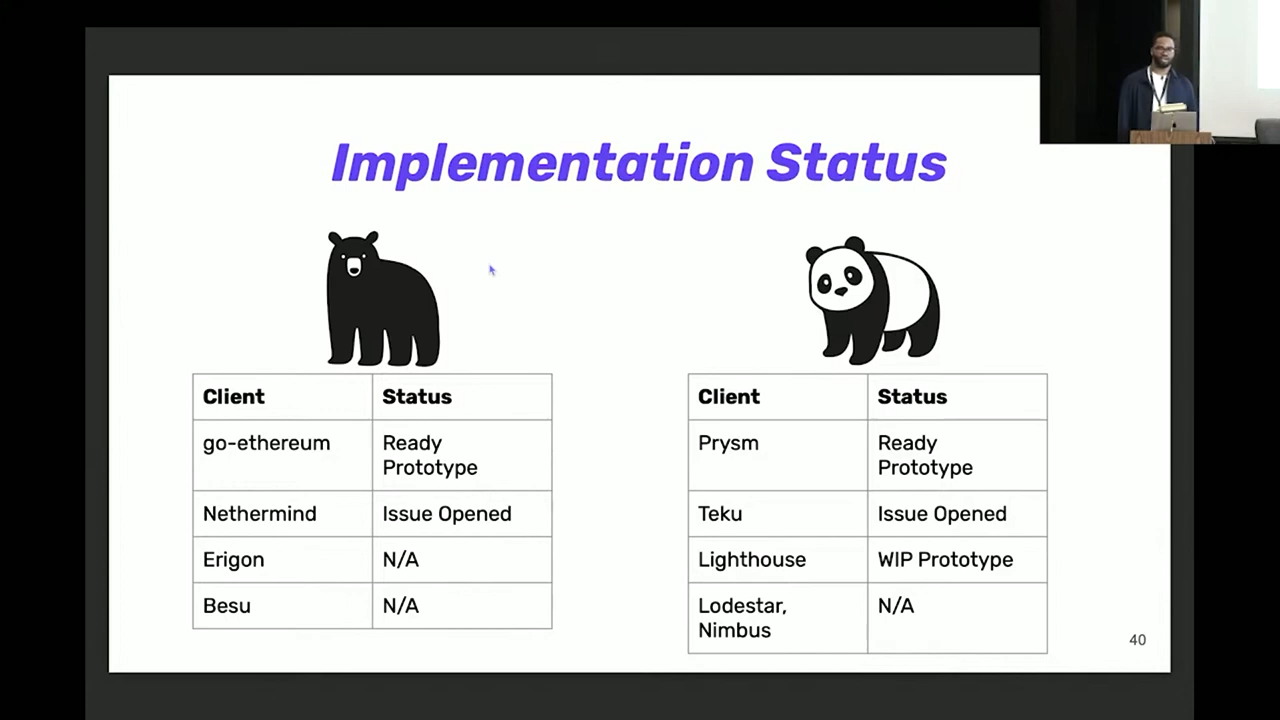 Implementation Status
Client Status
go-ethereum Ready
Prototype
Nethermind Issue Opened
Erigon N/A
Besu N/A
Client Status
Prysm Ready
Prototype
Teku Issue Opened
Lighthouse WIP Prototype
Lodestar, N/A
Nimbus
40